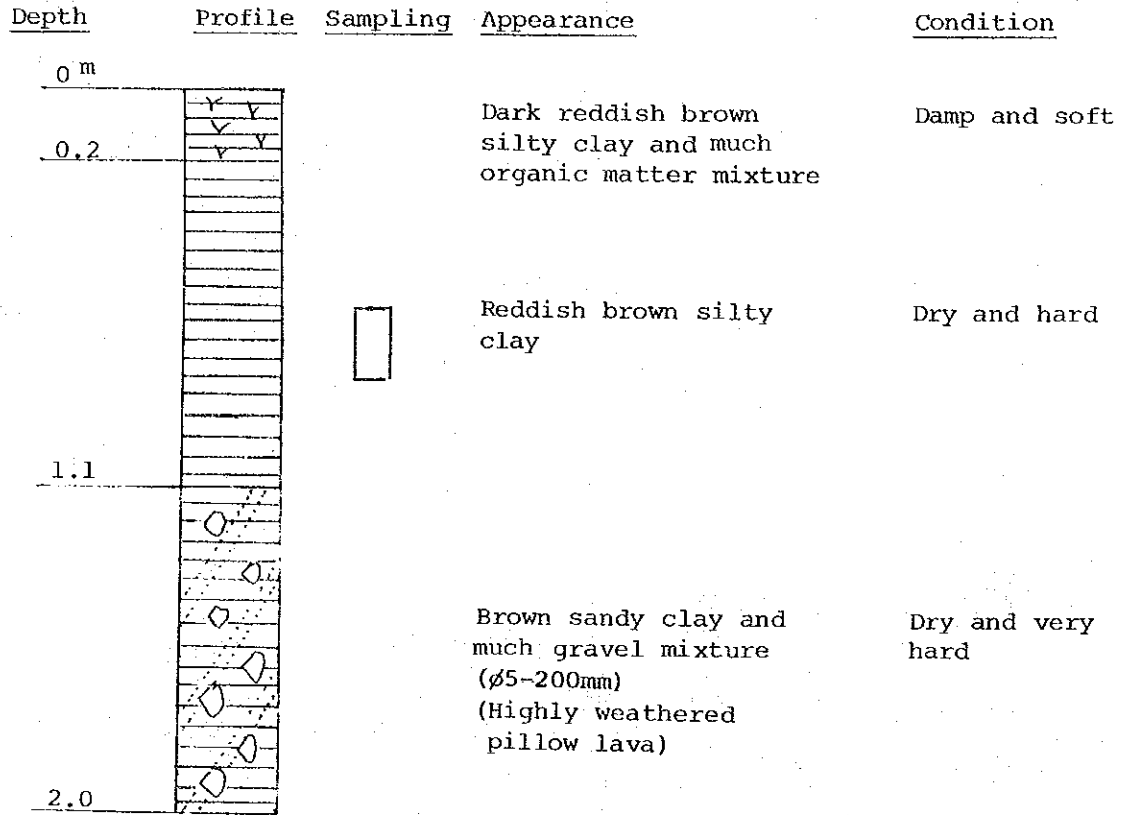 Depth Profile Sampling Appearance Condition
0 m
Dark reddish brown Damp and soft
silty clay and much
0.2
organic matter mixture
Reddish brown silty Dry and hard
clay
1.1
Brown sandy clay and Dry and very
much gravel mixture hard
(ø5-200mm)
(Highly weathered
pillow lava)
2.0